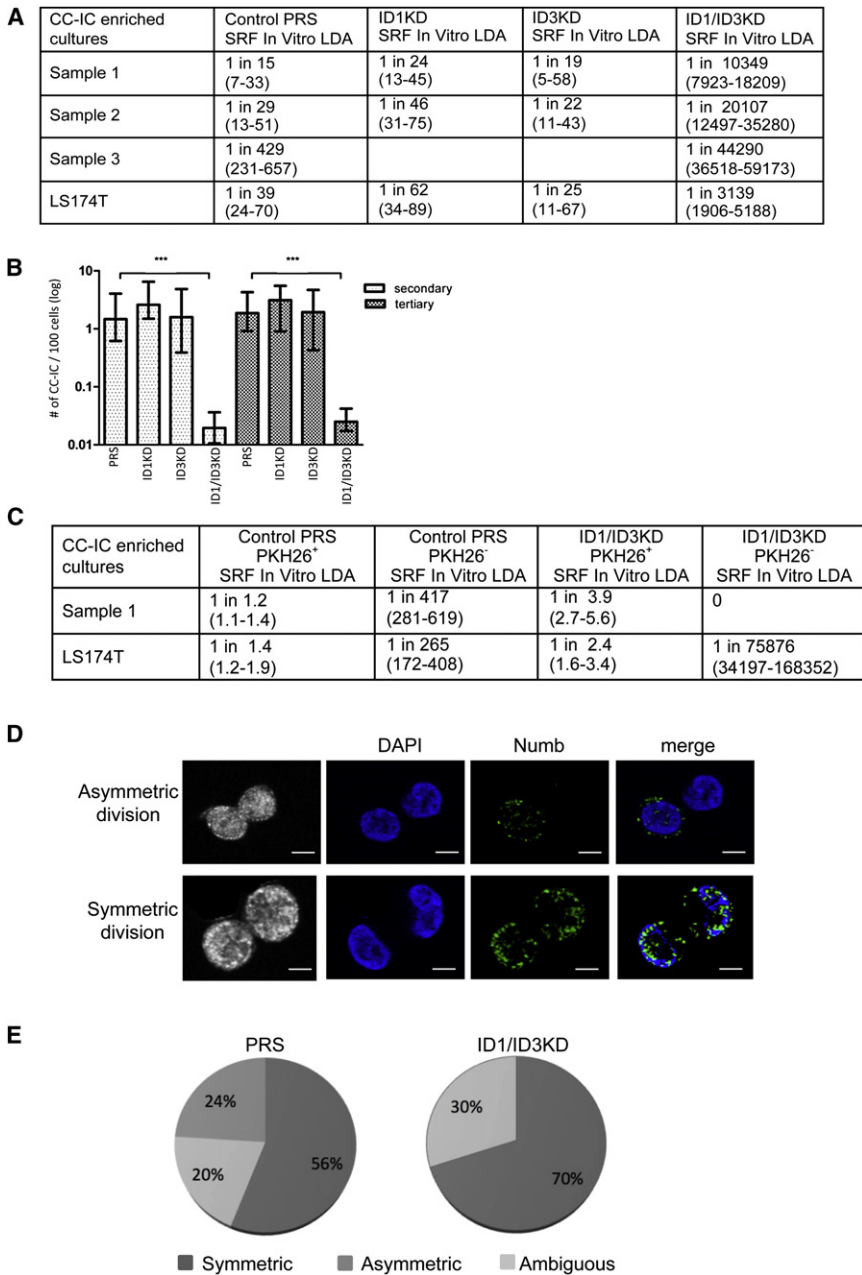 A
CC-IC enriched cultures
Control PRS
SRF In Vitro LDA
ID1KD
SRF In Vitro LDA
ID3KD
SRF In Vitro LDA
ID1/ID3KD
SRF In Vitro LDA
Sample 1
1 in 15
(7-33)
1 in 24
(13-45)
1 in 19
(5-58)
1 in 10349
(7923-18209)
Sample 2
1 in 29
(13-51)
1 in 46
(31-75)
1 in 22
(11-43)
1 in 20107
(12497-35280)
Sample 3
1 in 429
(231-657)
1 in 44290
(36518-59173)
LS174T
1 in 39
(24-70)
1 in 62
(34-89)
1 in 25
(11-67)
1 in 3139
(1906-5188)
B
# of CC-IC / 100 cells (log)
10
1
0.1
0.01
***
***
PRS
ID1KD
ID3KD
ID1/ID3KD
PRS
ID1KD
ID3KD
ID1/ID3KD
secondary
tertiary
C
CC-IC enriched
cultures
Control PRS
PKH26+
SRF In Vitro LDA
Control PRS
PKH26-
SRF In Vitro LDA
ID1/ID3KD
PKH26+
SRF In Vitro LDA
ID1/ID3KD
PKH26-
SRF In Vitro LDA
Sample 1
1 in 1.2
(1.1-1.4)
1 in 417
(281-619)
1 in 3.9
(2.7-5.6)
0
LS174T
1 in 1.4
(1.2-1.9)
1 in 265
(172-408)
1 in 2.4
(1.6-3.4)
1 in 75876
(34197-168352)
D
DAPI
Numb
merge
Asymmetric
division
Symmetric
division
E
PRS
ID1/ID3KD
24%
20%
56%
30%
70%
Symmetric
Asymmetric
Ambiguous